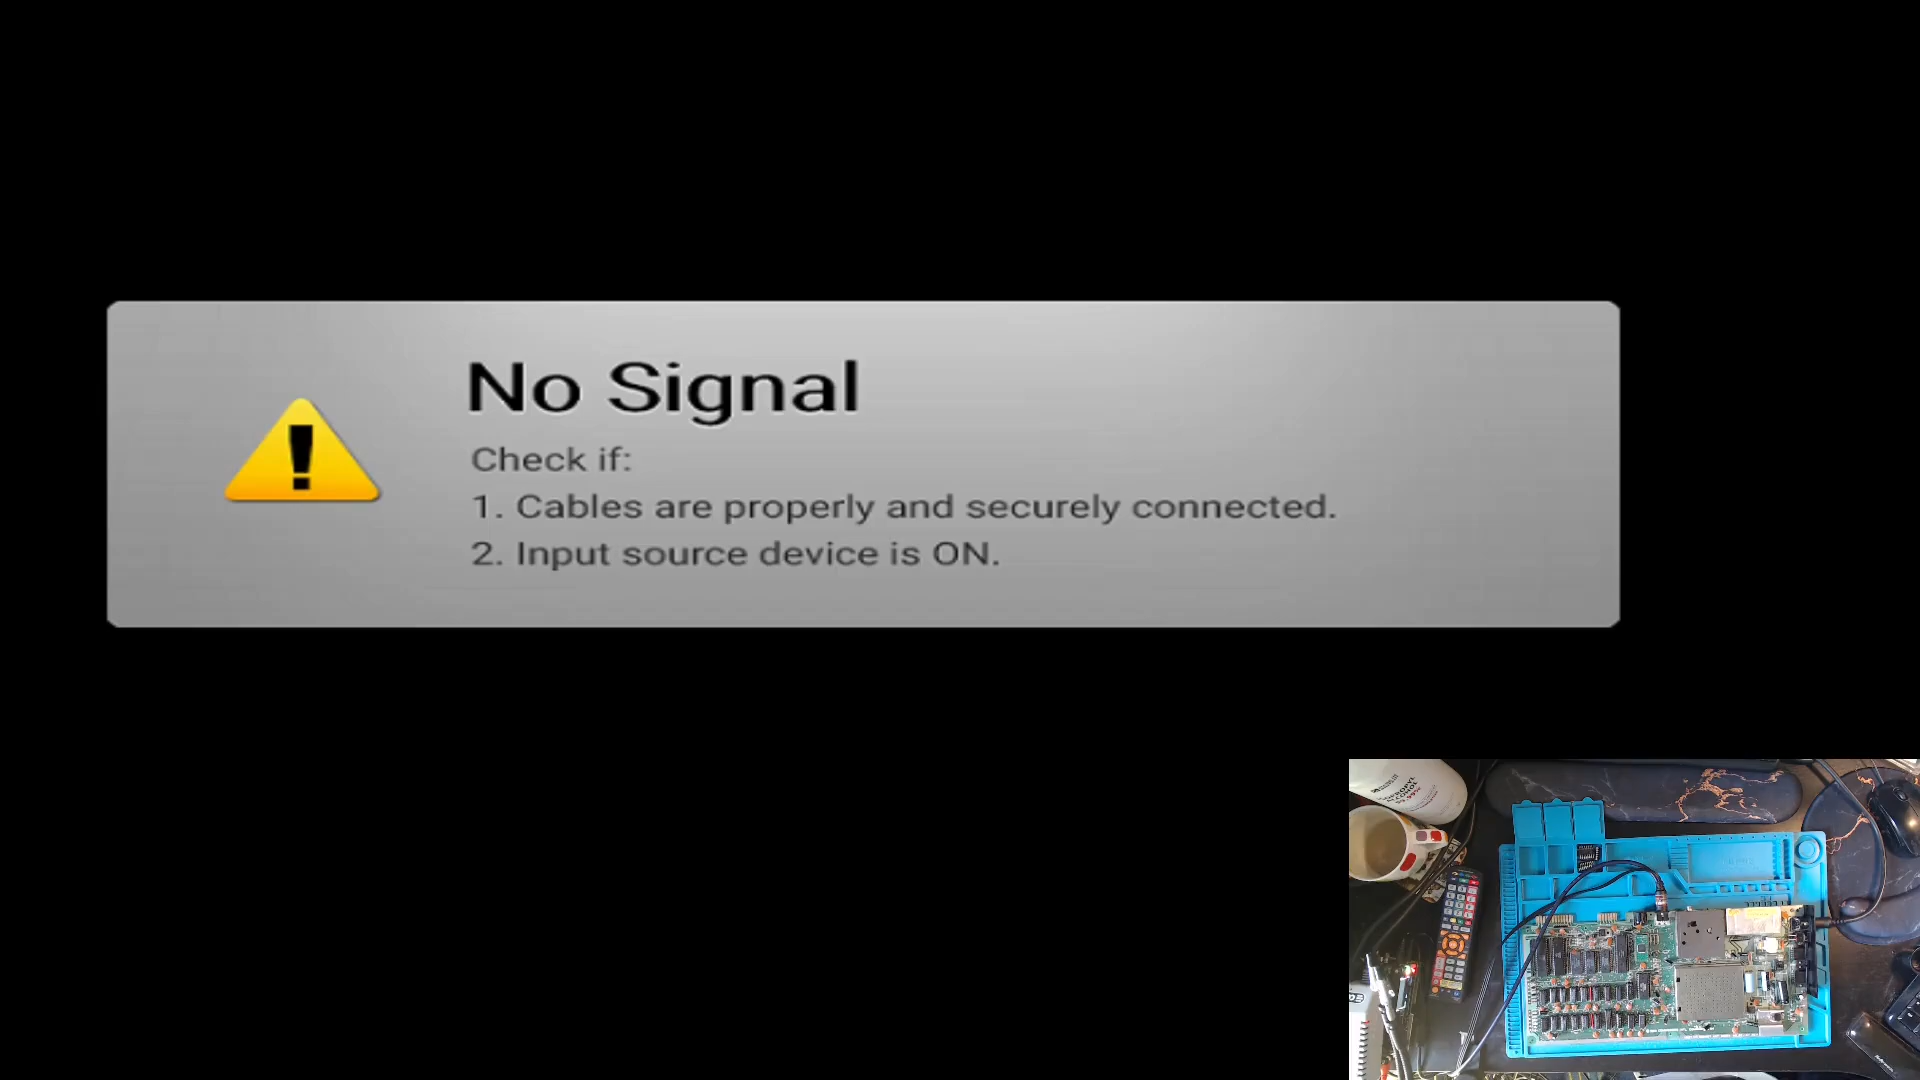 No Signal
Check if:
1. Cables are properly and securely connected.
2. Input source device is ON.